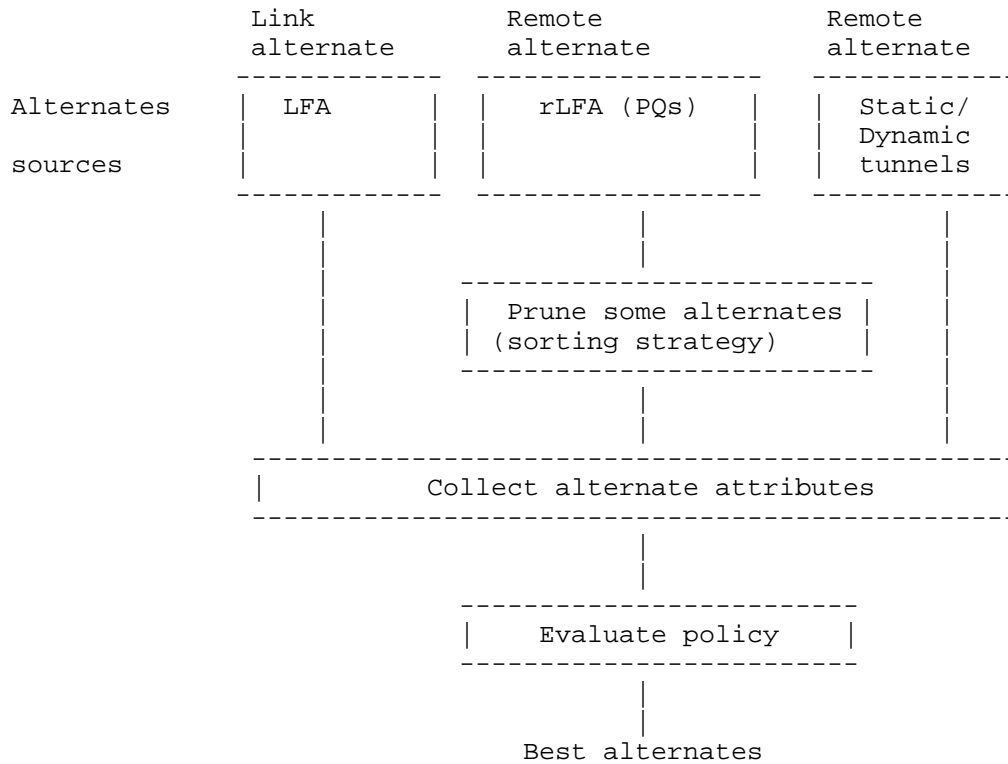 Link Remote Remote
alternate alternate alternate
Alternates LFA rLFA (PQs) Static/
Dynamic
sources tunnels
Prune some alternates
(sorting strategy)
Collect alternate attributes
Evaluate policy
Best alternates